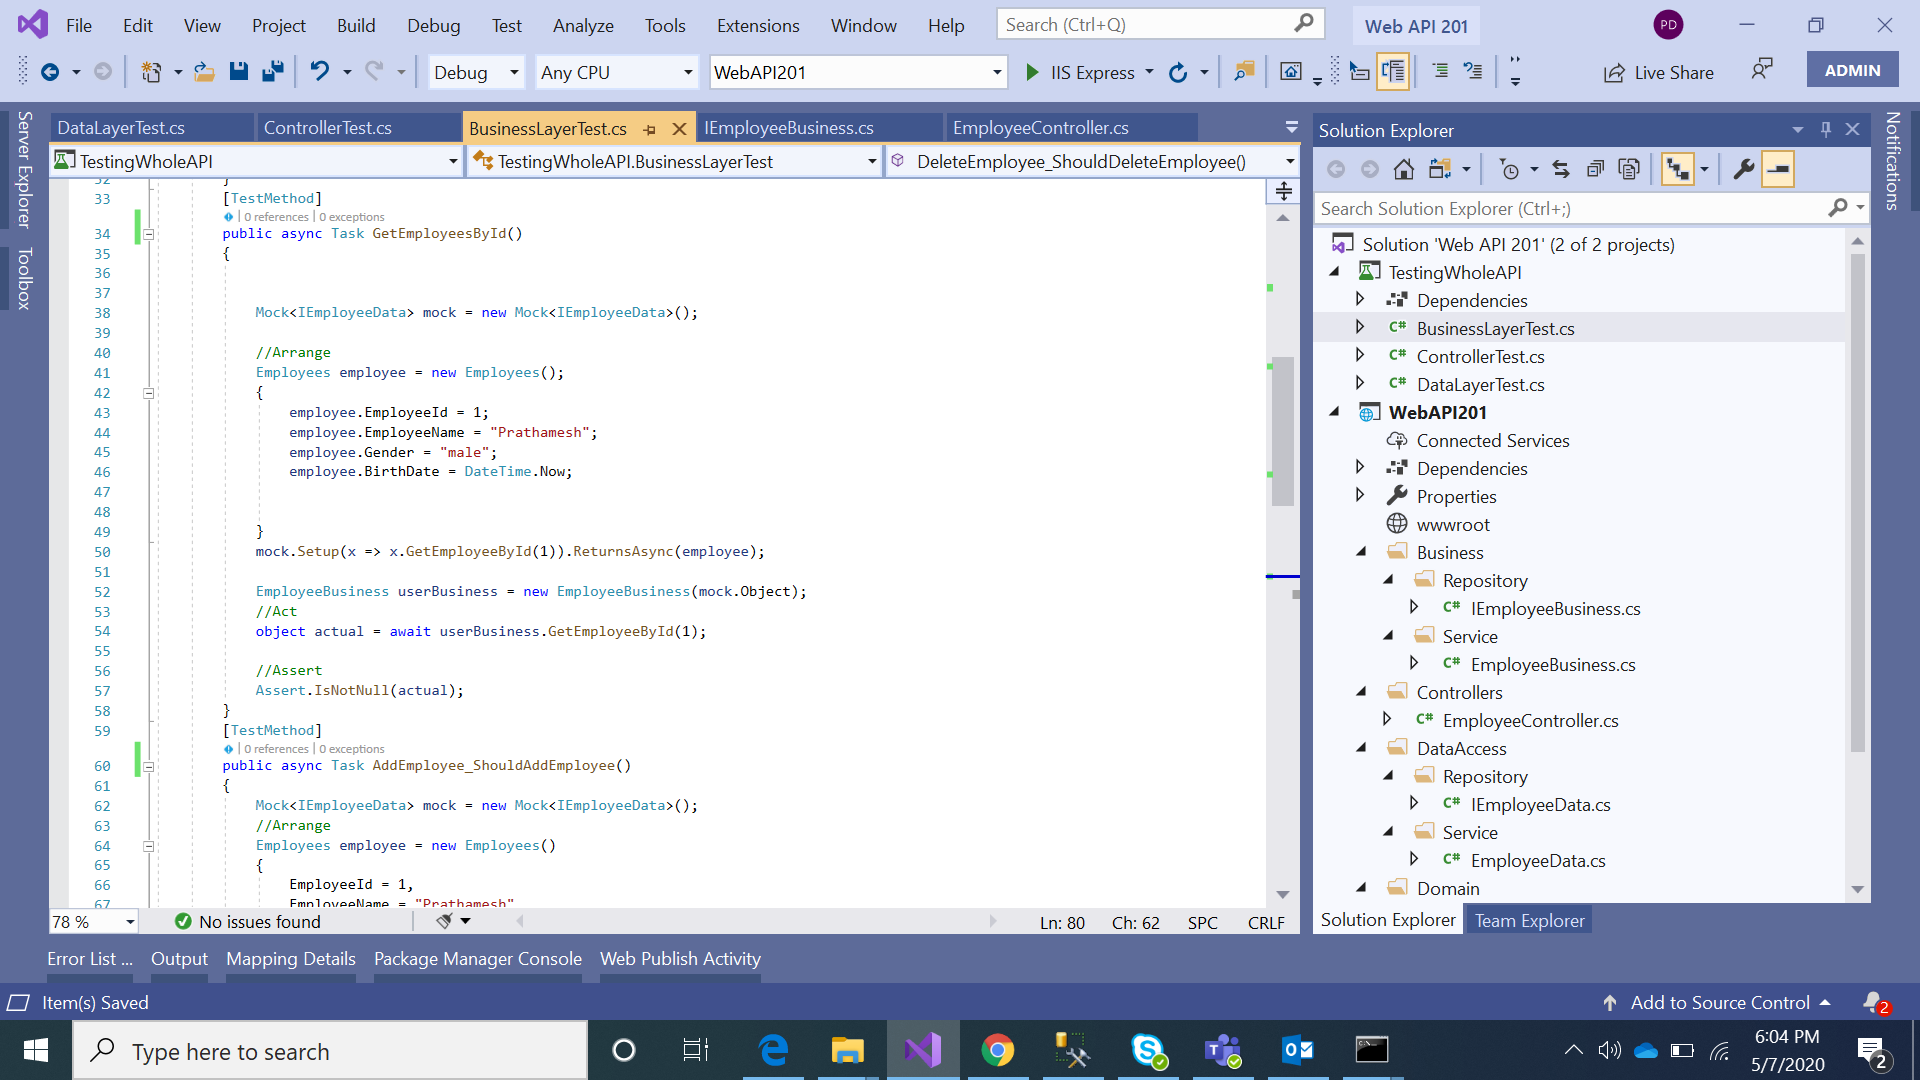 File Edit View Project Build Debug Test Analyze Tools Extensions Window Help Search (Ctrl+Q) Web API 201 PD
Debug Any CPU WebAPI201 IIS Express Live Share ADMIN
Server Explorer
Toolbox
DataLayerTest.cs ControllerTest.cs BusinessLayerTest.cs IEmployeeBusiness.cs EmployeeController.cs
TestingWholeAPI TestingWholeAPI.BusinessLayerTest DeleteEmployee_ShouldDeleteEmployee()
32 }
33 [TestMethod]
0 references | 0 exceptions
34 public async Task GetEmployeesById()
35 {
36
37
38 Mock<IEmployeeData> mock = new Mock<IEmployeeData>();
39
40 //Arrange
41 Employees employee = new Employees();
42 {
43 employee.EmployeeId = 1;
44 employee.EmployeeName = "Prathamesh";
45 employee.Gender = "male";
46 employee.BirthDate = DateTime.Now;
47
48
49 }
50 mock.Setup(x => x.GetEmployeeById(1)).ReturnsAsync(employee);
51
52 EmployeeBusiness userBusiness = new EmployeeBusiness(mock.Object);
53 //Act
54 object actual = await userBusiness.GetEmployeeById(1);
55
56 //Assert
57 Assert.IsNotNull(actual);
58 }
59 [TestMethod]
0 references | 0 exceptions
60 public async Task AddEmployee_ShouldAddEmployee()
61 {
62 Mock<IEmployeeData> mock = new Mock<IEmployeeData>();
63 //Arrange
64 Employees employee = new Employees()
65 {
66 EmployeeId = 1,
67 EmployeeName = "Prathamesh"
78 % No issues found Ln: 80 Ch: 62 SPC CRLF
Solution Explorer
Search Solution Explorer (Ctrl+;)
Solution 'Web API 201' (2 of 2 projects)
TestingWholeAPI
Dependencies
C# BusinessLayerTest.cs
C# ControllerTest.cs
C# DataLayerTest.cs
WebAPI201
Connected Services
Dependencies
Properties
wwwroot
Business
Repository
C# IEmployeeBusiness.cs
Service
C# EmployeeBusiness.cs
Controllers
C# EmployeeController.cs
DataAccess
Repository
C# IEmployeeData.cs
Service
C# EmployeeData.cs
Domain
Solution Explorer Team Explorer
Notifications
Error List ... Output Mapping Details Package Manager Console Web Publish Activity
Item(s) Saved Add to Source Control 2
Type here to search
6:04 PM
5/7/2020
2